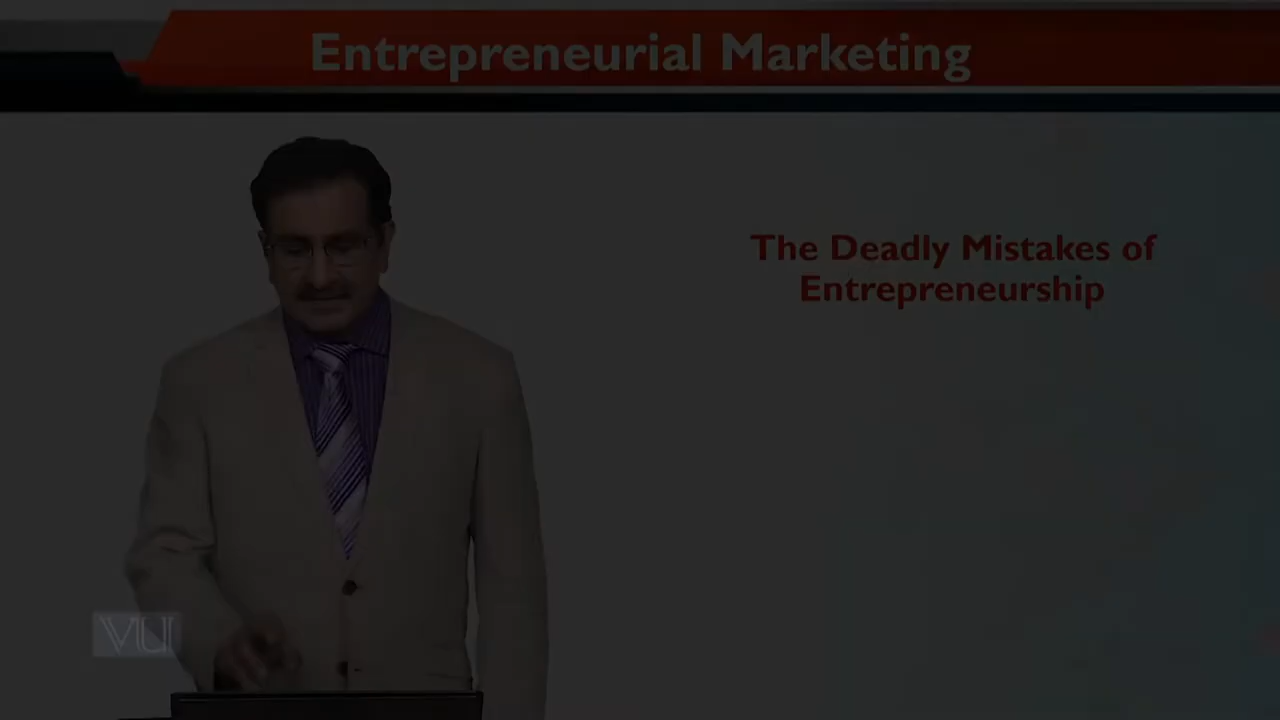 Entrepreneurial Marketing
The Deadly Mistakes of
Entrepreneurship
VU